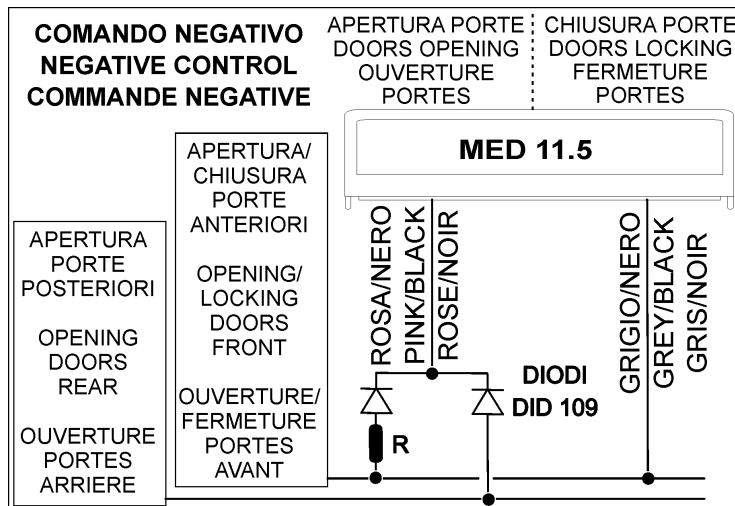 COMANDO NEGATIVO
NEGATIVE CONTROL
COMMANDE NEGATIVE
APERTURA PORTE
DOORS OPENING
OUVERTURE
PORTES
CHIUSURA PORTE
DOORS LOCKING
FERMETURE
PORTES
MED 11.5
APERTURA/
CHIUSURA
PORTE
ANTERIORI
OPENING/
LOCKING
DOORS
FRONT
OUVERTURE/
FERMETURE
PORTES
AVANT
APERTURA
PORTE
POSTERIORI
OPENING
DOORS
REAR
OUVERTURE
PORTES
ARRIERE
ROSA/NERO
PINK/BLACK
ROSE/NOIR
GRIGIO/NERO
GREY/BLACK
GRIS/NOIR
DIODI
DID 109
R